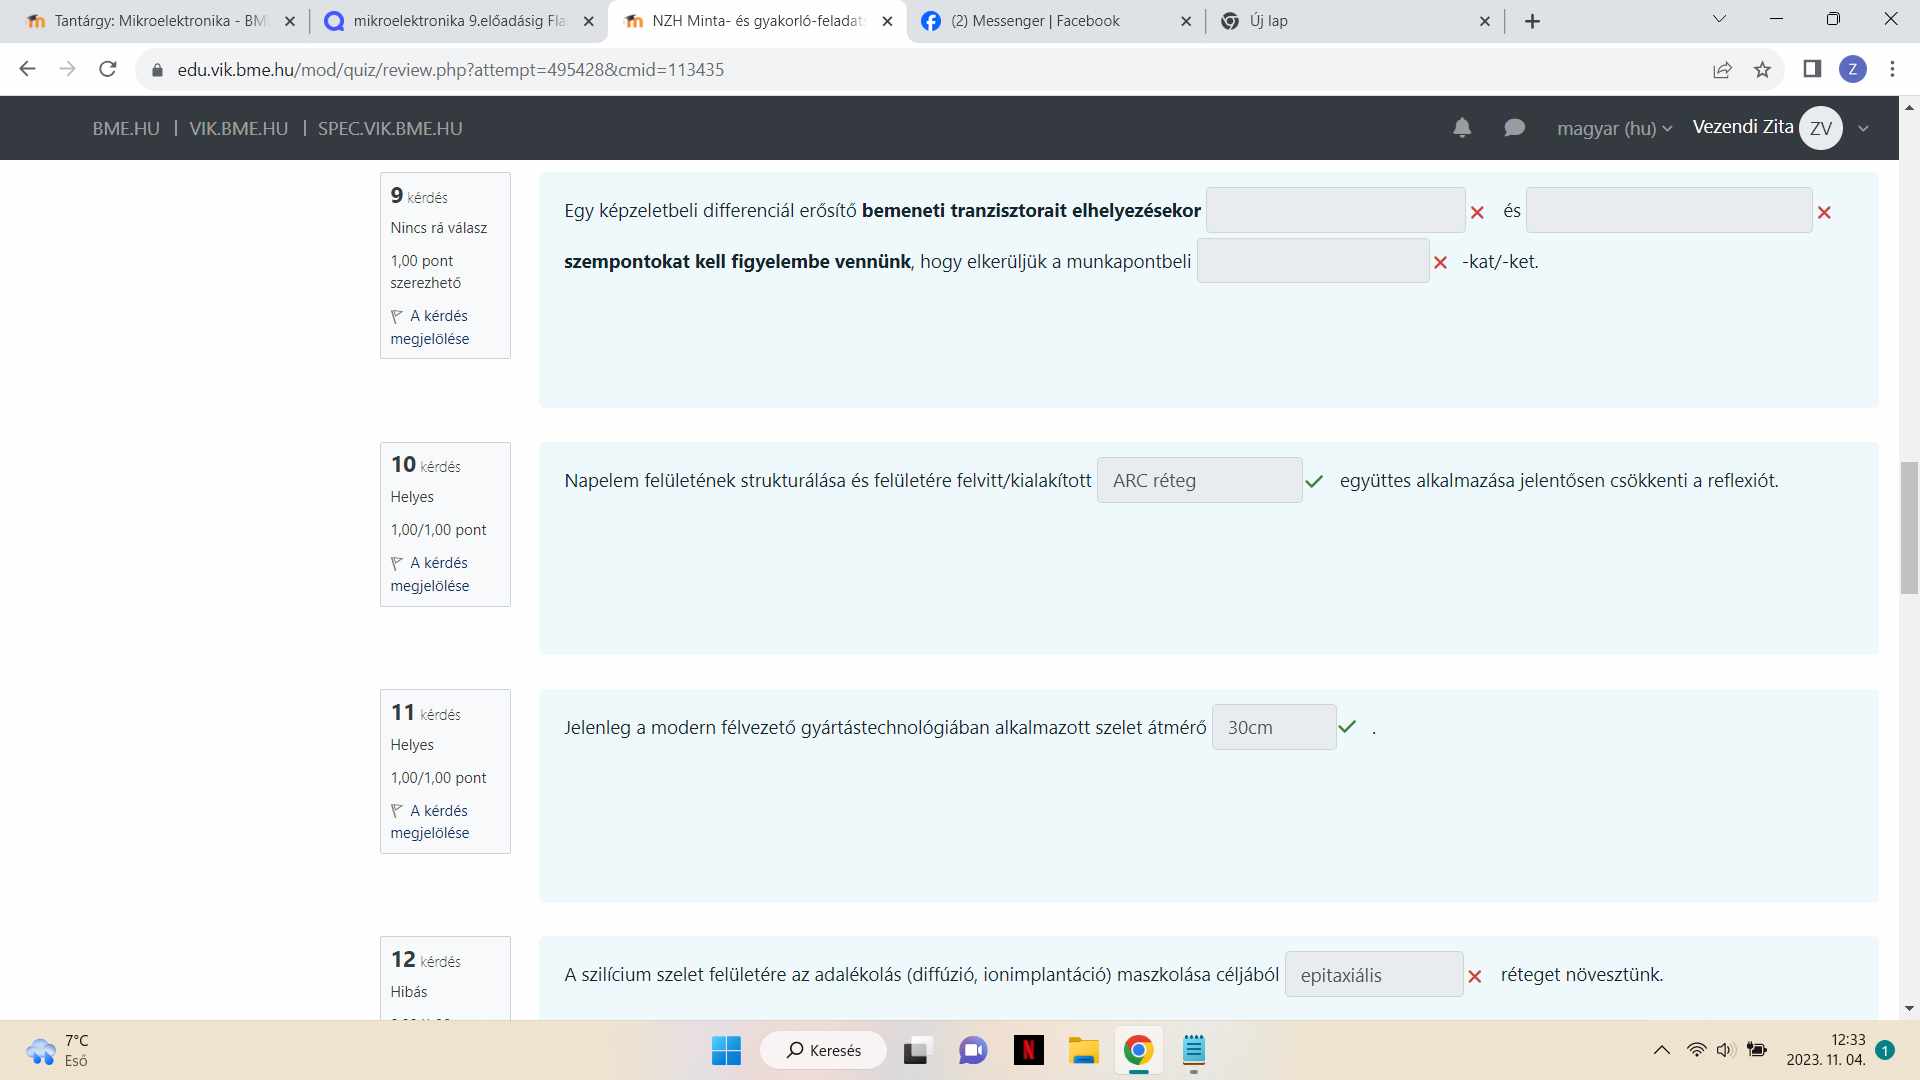 Tantárgy: Mikroelektronika - BM
mikroelektronika 9.előadásig Fla
NZH Minta- és gyakorló-feladat
(2) Messenger | Facebook
Új lap
edu.vik.bme.hu/mod/quiz/review.php?attempt=495428&cmid=113435
Z
BME.HU | VIK.BME.HU | SPEC.VIK.BME.HU
magyar (hu)
Vezendi Zita
ZV
9 kérdés
Nincs rá válasz
1,00 pont
szerezhető
A kérdés
megjelölése
Egy képzeletbeli differenciál erősítő bemeneti tranzisztorait elhelyezésekor és
szempontokat kell figyelembe vennünk, hogy elkerüljük a munkapontbeli -kat/-ket.
10 kérdés
Helyes
1,00/1,00 pont
A kérdés
megjelölése
Napelem felületének strukturálása és felületére felvitt/kialakított ARC réteg együttes alkalmazása jelentősen csökkenti a reflexiót.
11 kérdés
Helyes
1,00/1,00 pont
A kérdés
megjelölése
Jelenleg a modern félvezető gyártástechnológiában alkalmazott szelet átmérő 30cm .
12 kérdés
Hibás
A szilícium szelet felületére az adalékolás (diffúzió, ionimplantáció) maszkolása céljából epitaxiális réteget növesztünk.
7°C
Eső
Keresés
N
12:33
2023. 11. 04.
1